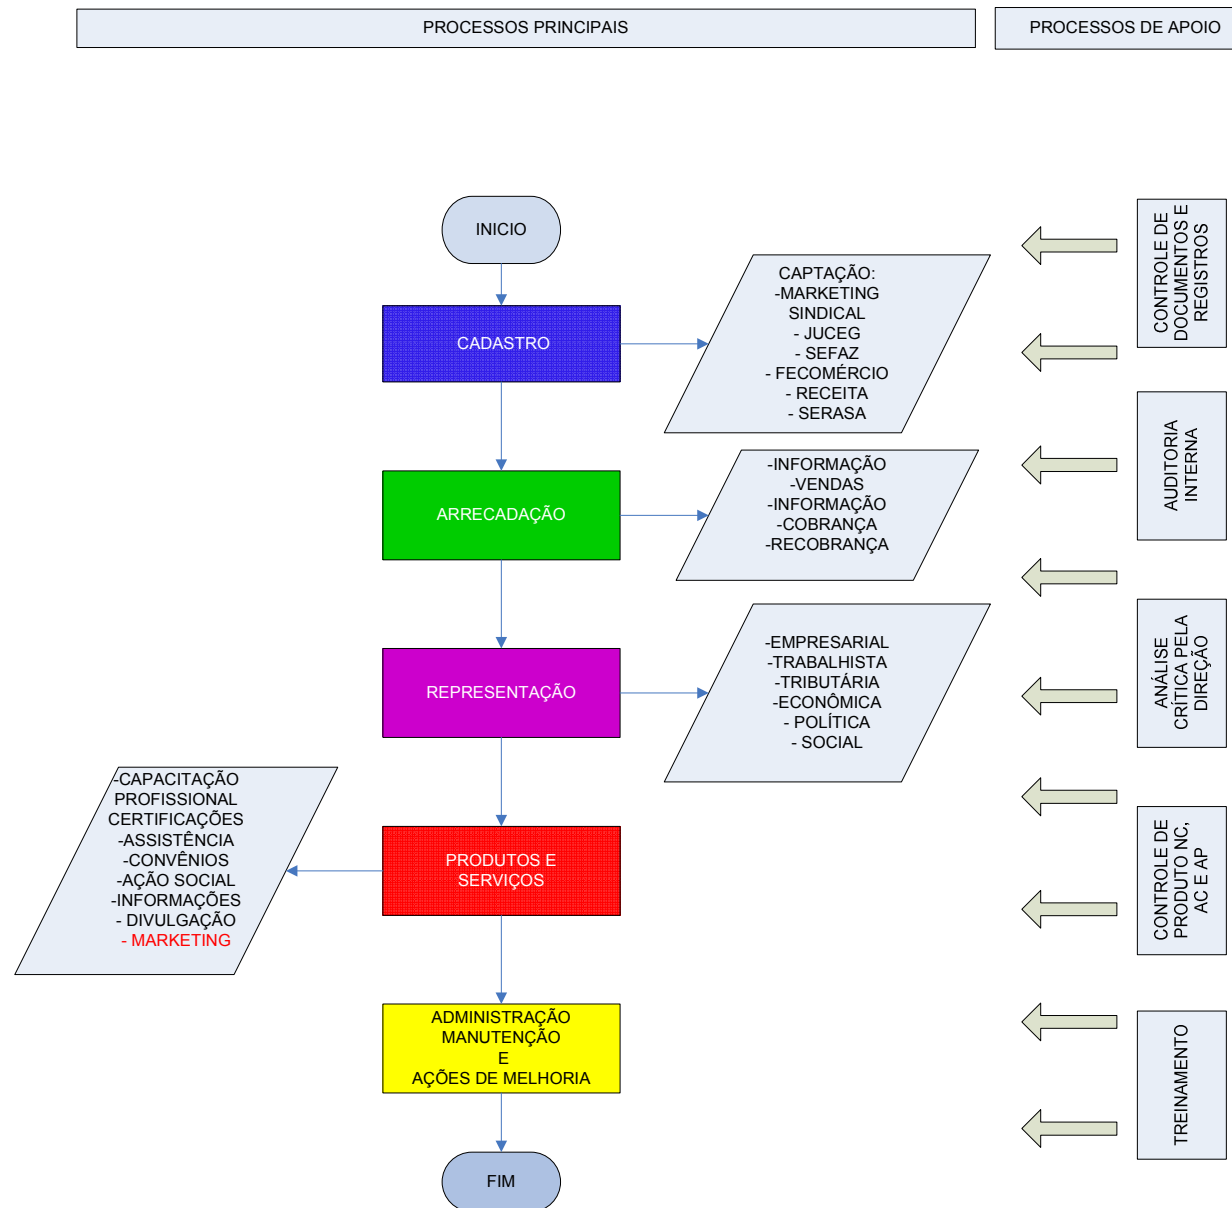 PROCESSOS PRINCIPAIS
PROCESSOS DE APOIO
INICIO
CADASTRO
CAPTAÇÃO:
-MARKETING
SINDICAL
- JUCEG
- SEFAZ
- FECOMÉRCIO
- RECEITA
- SERASA
ARRECADAÇÃO
-INFORMAÇÃO
-VENDAS
-INFORMAÇÃO
-COBRANÇA
-RECOBRANÇA
REPRESENTAÇÃO
-EMPRESARIAL
-TRABALHISTA
-TRIBUTÁRIA
-ECONÔMICA
- POLÍTICA
- SOCIAL
PRODUTOS E
SERVIÇOS
-CAPACITAÇÃO
PROFISSIONAL
CERTIFICAÇÕES
-ASSISTÊNCIA
-CONVÊNIOS
-AÇÃO SOCIAL
-INFORMAÇÕES
- DIVULGAÇÃO
- MARKETING
ADMINISTRAÇÃO
MANUTENÇÃO
E
AÇÕES DE MELHORIA
FIM
CONTROLE DE
DOCUMENTOS E
REGISTROS
AUDITORIA
INTERNA
ANÁLISE
CRÍTICA PELA
DIREÇÃO
CONTROLE DE
PRODUTO NC,
AC E AP
TREINAMENTO